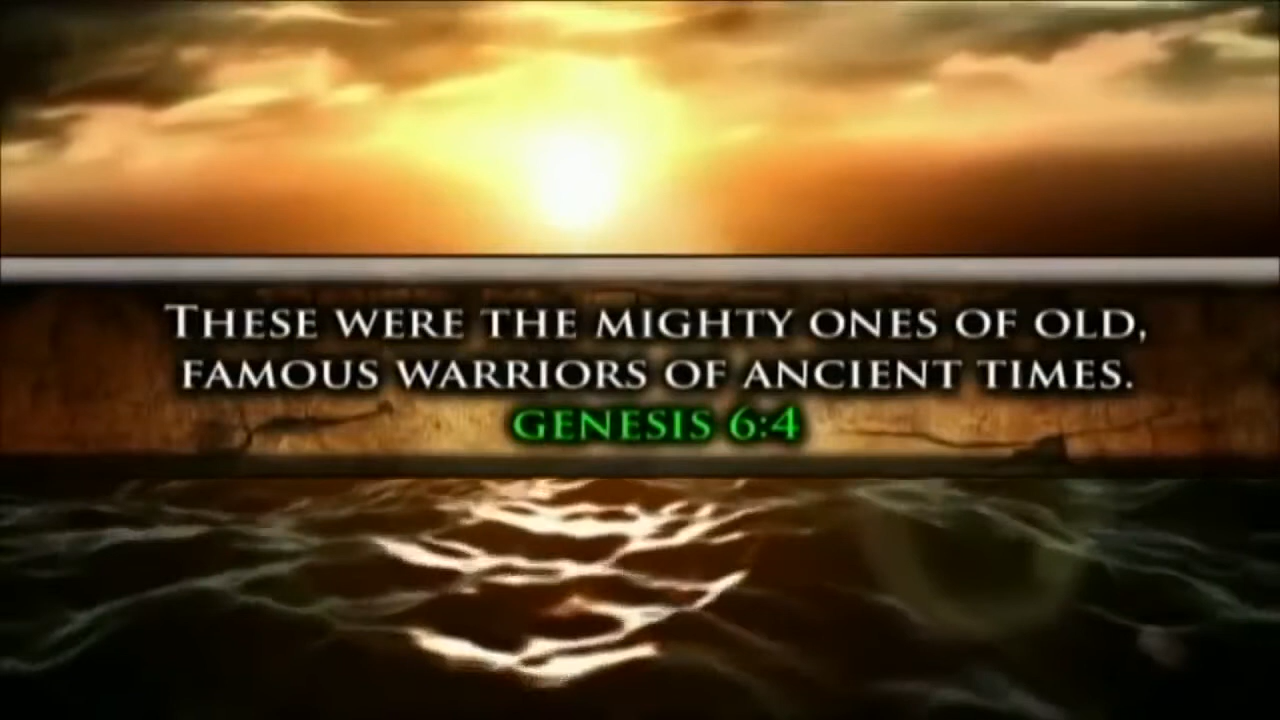 THESE WERE THE MIGHTY ONES OF OLD,
FAMOUS WARRIORS OF ANCIENT TIMES.
GENESIS 6:4